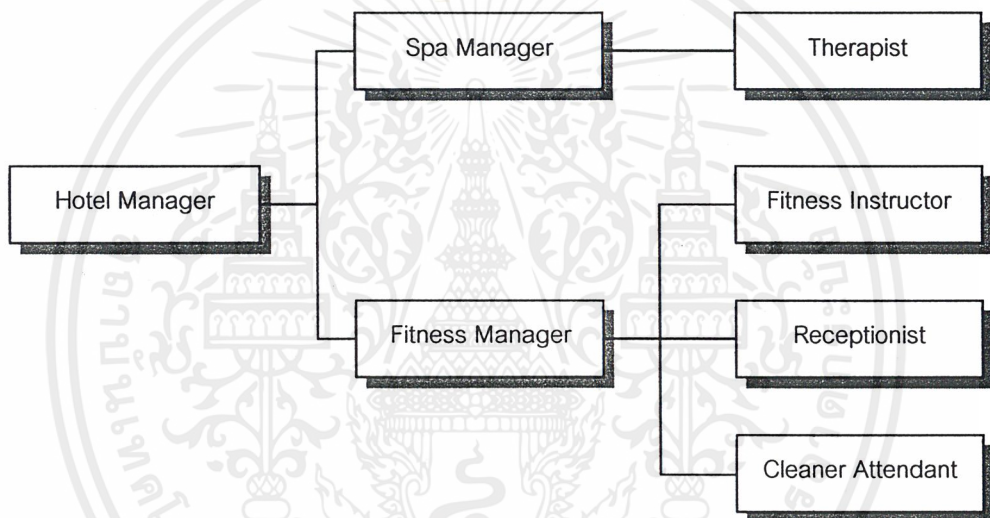 Spa Manager
Therapist
Hotel Manager
Fitness Instructor
Fitness Manager
Receptionist
Cleaner Attendant